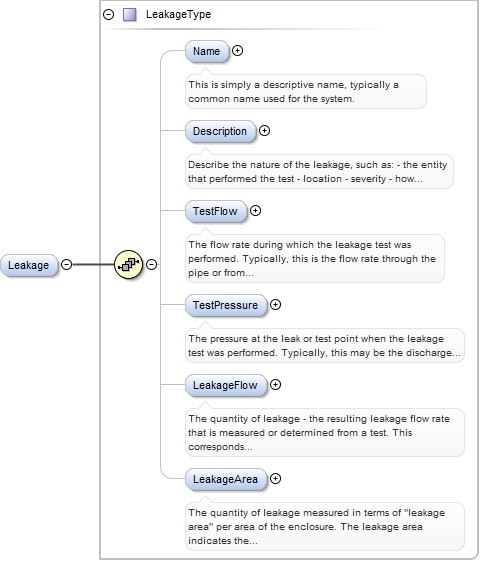 LeakageType
Name
This is simply a descriptive name, typically a
common name used for the system.
Description
Describe the nature of the leakage, such as: - the entity
that performed the test - location - severity - how...
TestFlow
The flow rate during which the leakage test was
performed. Typically, this is the flow rate through the
pipe or from...
Leakage
TestPressure
The pressure at the leak or test point when the leakage
test was performed. Typically, this may be the discharge...
LeakageFlow
The quantity of leakage - the resulting leakage flow rate
that is measured or determined from a test. This
corresponds...
LeakageArea
The quantity of leakage measured in terms of "leakage
area" per area of the enclosure. The leakage area
indicates the...